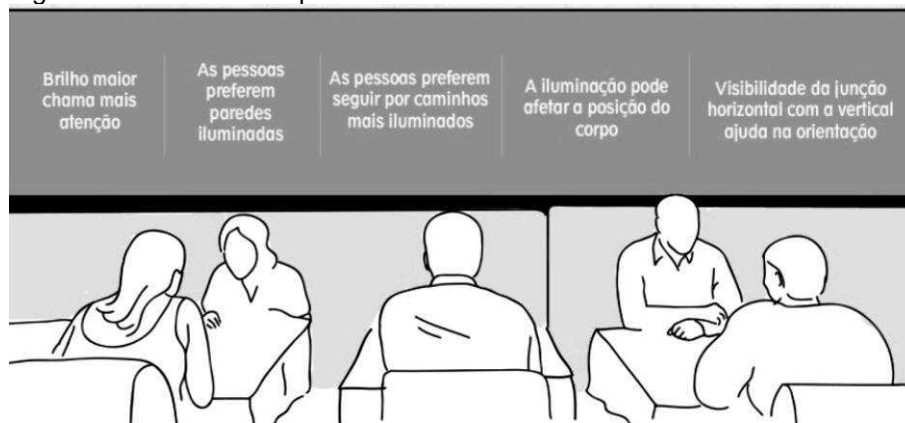 Brilho maior
chama mais
atenção
As pessoas
preferem
paredes
iluminadas
As pessoas preferem
seguir por caminhos
mais iluminados
A iluminação pode
afetar a posição do
corpo
Visibilidade da junção
horizontal com a vertical
ajuda na orientação